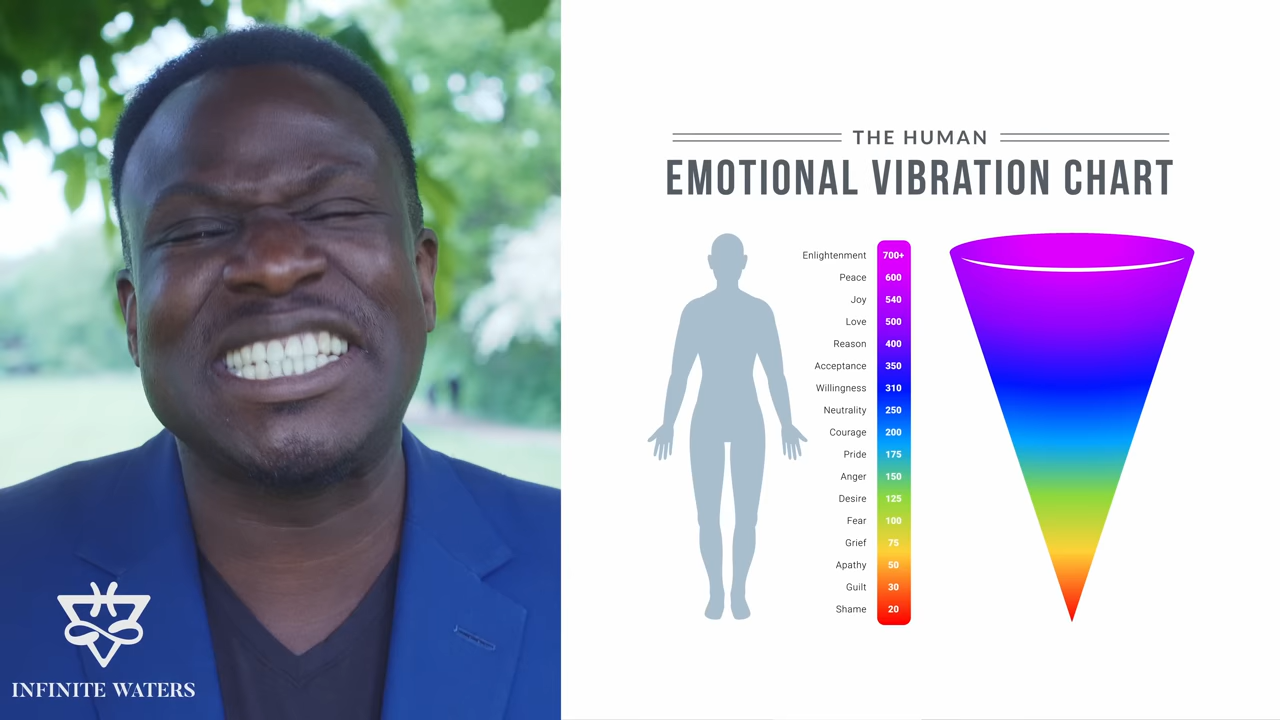 INFINITE WATERS
THE HUMAN
EMOTIONAL VIBRATION CHART
Enlightenment 700+
Peace 600
Joy 540
Love 500
Reason 400
Acceptance 350
Willingness 310
Neutrality 250
Courage 200
Pride 175
Anger 150
Desire 125
Fear 100
Grief 75
Apathy 50
Guilt 30
Shame 20